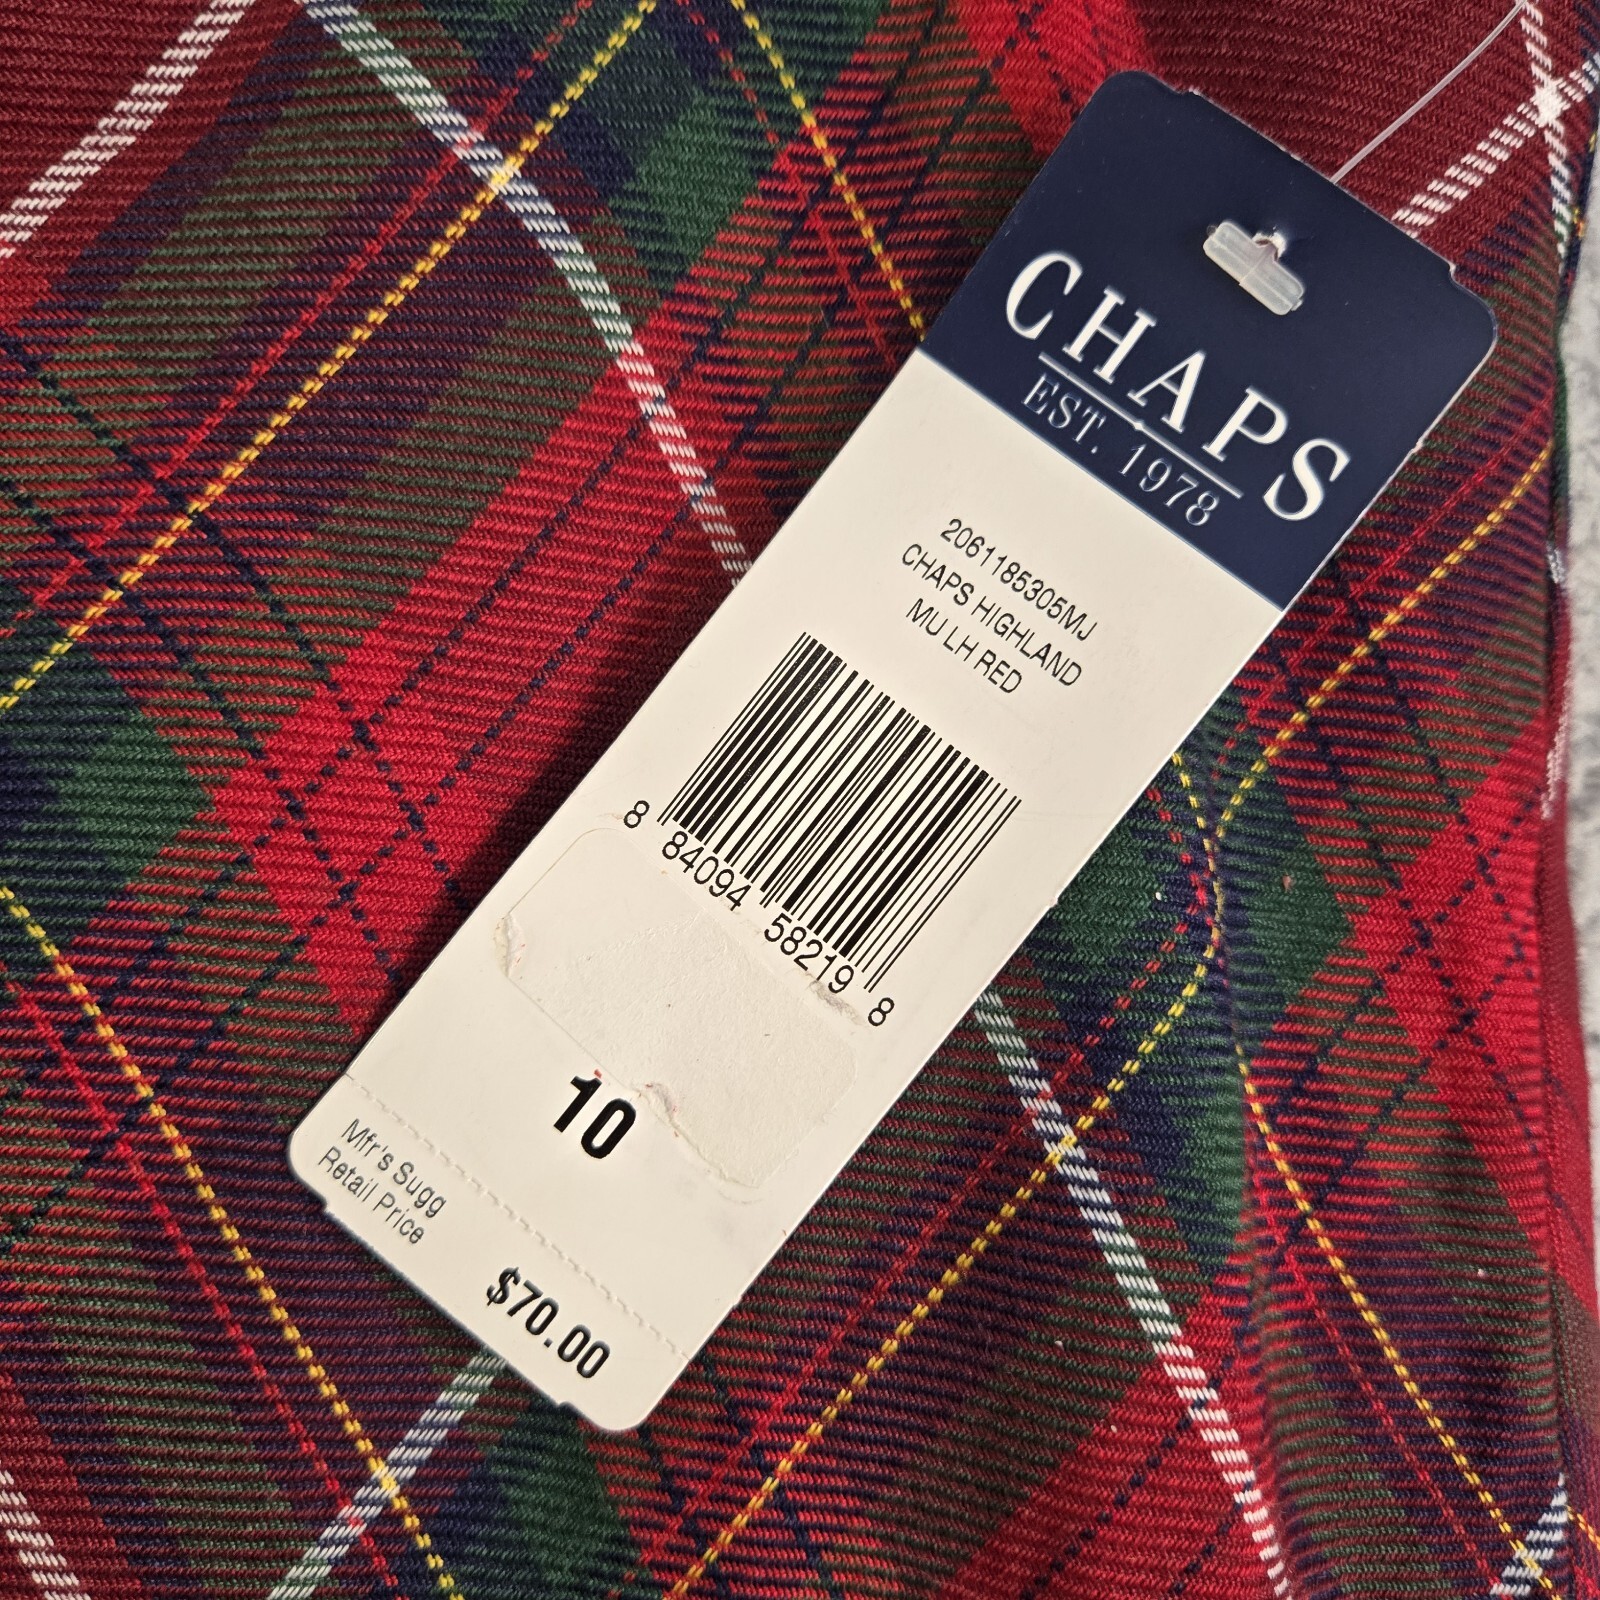 CHAPS
EST. 1978
2061185305MJ
CHAPS HIGHLAND
MU LH RED
8 84094 58219 8
10
Mfr's Sugg
Retail Price
$70.00